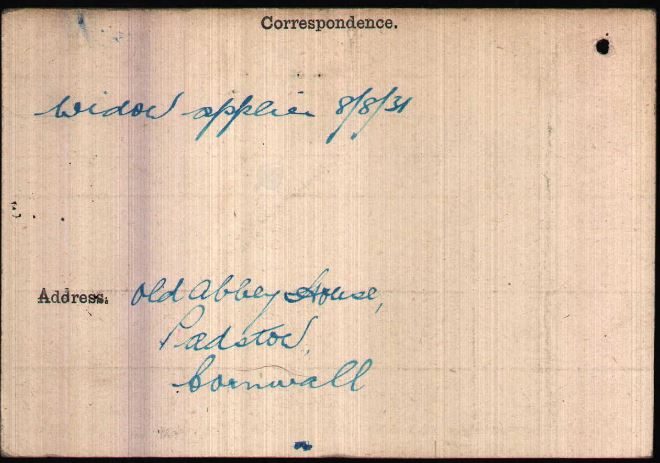 Correspondence.
Widow applies 8/8/31
Address. Old Abbey House,
Padstow,
Cornwall